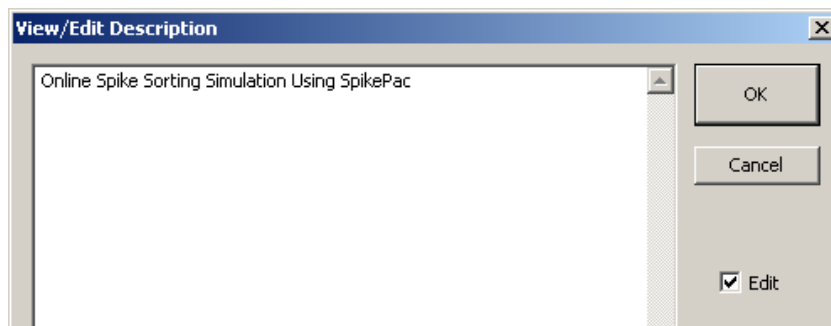 View/Edit Description
Online Spike Sorting Simulation Using SpikePac
OK
Cancel
Edit